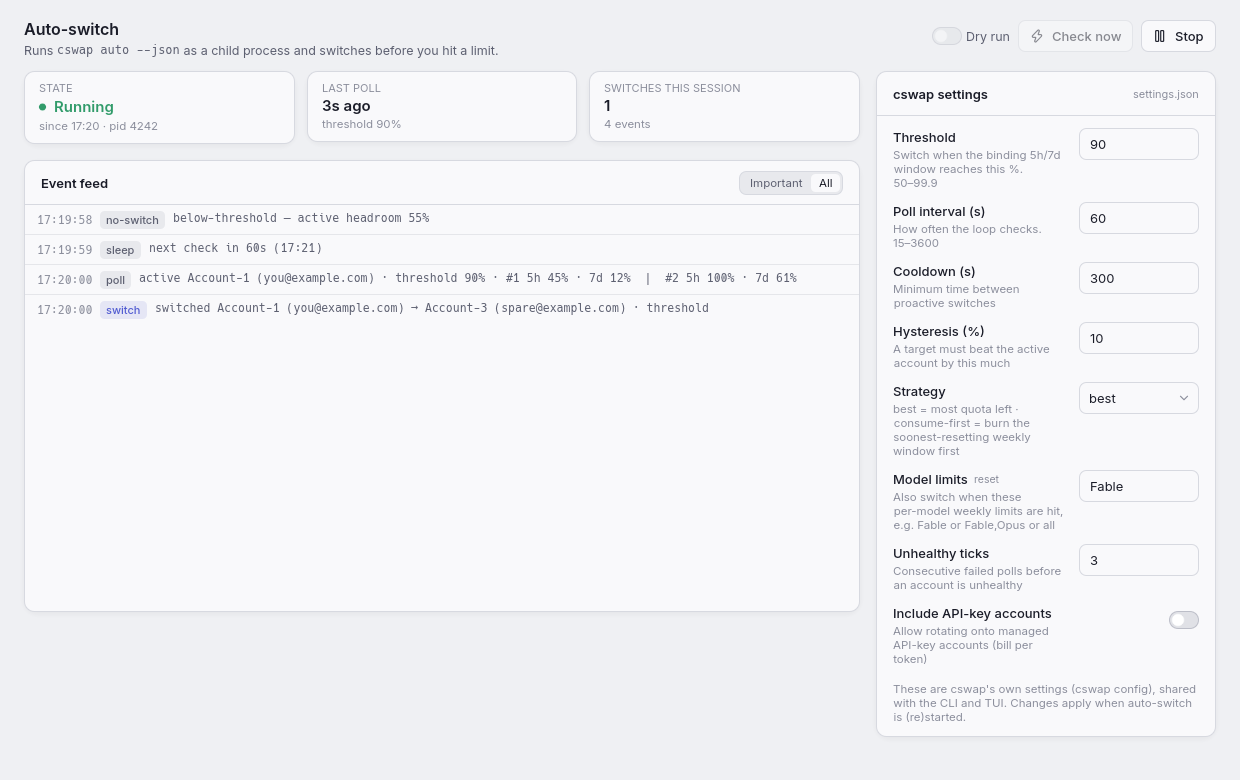 Auto-switch
Runs cswap auto --json as a child process and switches before you hit a limit.
Dry run
Check now
Stop
STATE
Running
since 17:20 · pid 4242
LAST POLL
3s ago
threshold 90%
SWITCHES THIS SESSION
1
4 events
Event feed
Important
All
17:19:58 no-switch below-threshold — active headroom 55%
17:19:59 sleep next check in 60s (17:21)
17:20:00 poll active Account-1 (you@example.com) · threshold 90% · #1 5h 45% · 7d 12% | #2 5h 100% · 7d 61%
17:20:00 switch switched Account-1 (you@example.com) → Account-3 (spare@example.com) · threshold
cswap settings
settings.json
Threshold
Switch when the binding 5h/7d
window reaches this %.
50–99.9
90
Poll interval (s)
How often the loop checks.
15–3600
60
Cooldown (s)
Minimum time between
proactive switches
300
Hysteresis (%)
A target must beat the active
account by this much
10
Strategy
best = most quota left ·
consume-first = burn the
soonest-resetting weekly
window first
best
Model limits reset
Also switch when these
per-model weekly limits are hit,
e.g. Fable or Fable,Opus or all
Fable
Unhealthy ticks
Consecutive failed polls before
an account is unhealthy
3
Include API-key accounts
Allow rotating onto managed
API-key accounts (bill per
token)
These are cswap's own settings (cswap config), shared
with the CLI and TUI. Changes apply when auto-switch
is (re)started.